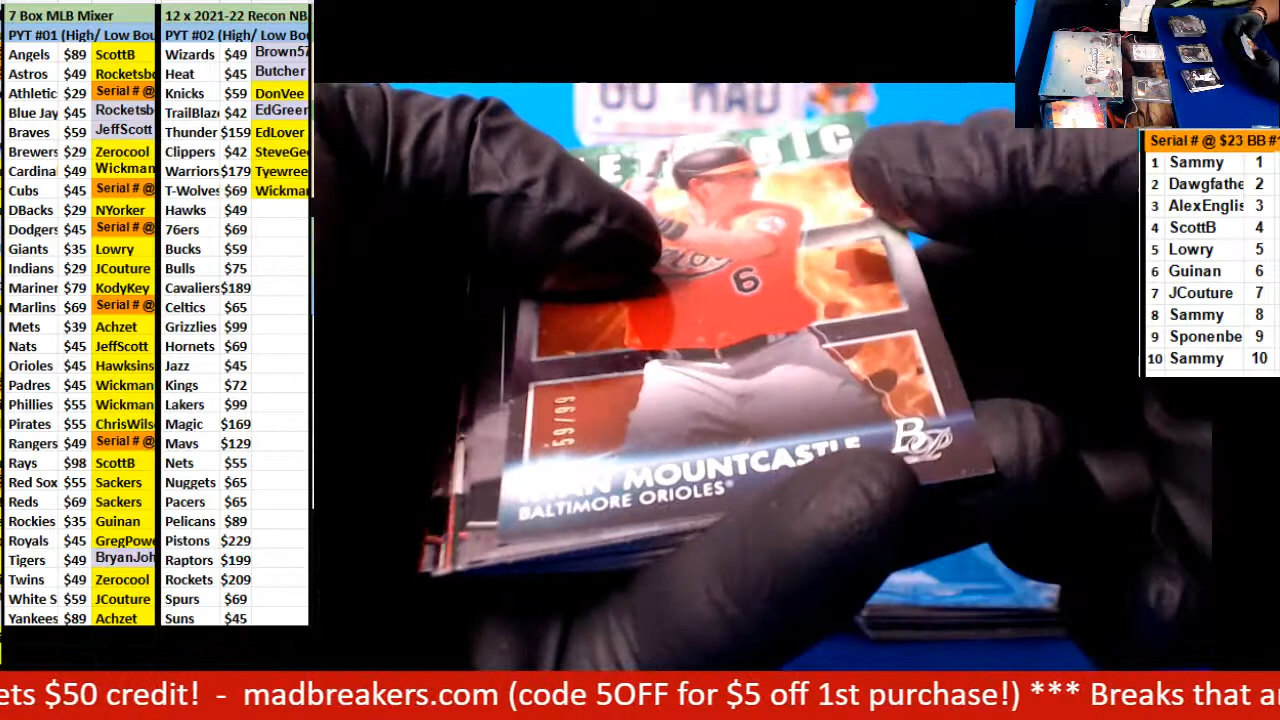 7 Box MLB Mixer
PYT #01 (High/ Low Bou
Angels $89 ScottB
Astros $49 Rocketsbo
Athletic $29 Serial # @
Blue Jay $45 Rocketsb
Braves $59 JeffScott
Brewers $29 Zerocool
Cardina $49 Wickman
Cubs $45 Serial # @
DBacks $29 NYorker
Dodgers $45 Serial # @
Giants $35 Lowry
Indians $29 JCouture
Mariner $79 KodyKey
Marlins $69 Serial # @
Mets $39 Achzet
Nats $45 JeffScott
Orioles $45 Hawksins
Padres $45 Wickman
Phillies $55 Wickman
Pirates $55 ChrisWils
Rangers $49 Serial # @
Rays $98 ScottB
Red Sox $55 Sackers
Reds $69 Sackers
Rockies $35 Guinan
Royals $45 GregPow
Tigers $49 BryanJoh
Twins $49 Zerocool
White S $59 JCouture
Yankees $89 Achzet
12 x 2021-22 Recon NB
PYT #02 (High/ Low Bou
Wizards $49 Brown57
Heat $45 Butcher
Knicks $59 DonVee
TrailBlaz $42 EdGreer
Thunder $159 EdLover
Clippers $42 SteveGe
Warriors $179 Tyewree
T-Wolves $69 Wickmar
Hawks $49
76ers $69
Bucks $59
Bulls $75
Cavaliers $189
Celtics $65
Grizzlies $99
Hornets $69
Jazz $45
Kings $72
Lakers $99
Magic $169
Mavs $129
Nets $55
Nuggets $65
Pacers $65
Pelicans $89
Pistons $229
Raptors $199
Rockets $209
Spurs $69
Suns $45
GO MAD
6
59/99
MOUNTCASTLE
BALTIMORE ORIOLES
Serial # @ $23 BB #
1 Sammy 1
2 Dawgfathe 2
3 AlexEnglis 3
4 ScottB 4
5 Lowry 5
6 Guinan 6
7 JCouture 7
8 Sammy 8
9 Sponenbe 9
10 Sammy 10
ets $50 credit! - madbreakers.com (code 5OFF for $5 off 1st purchase!) *** Breaks that a